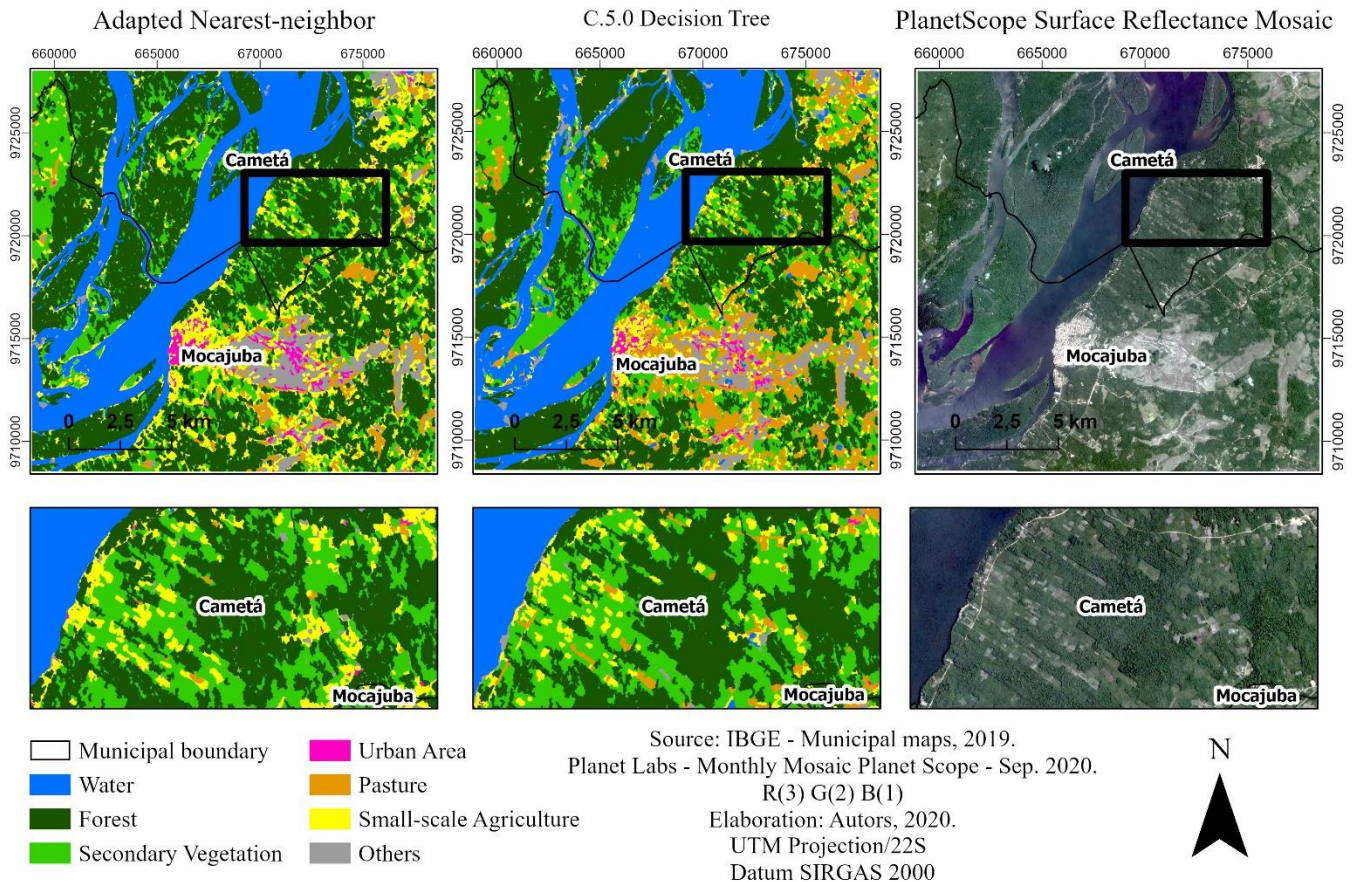 Adapted Nearest-neighbor
C.5.0 Decision Tree
PlanetScope Surface Reflectance Mosaic
660000 665000 670000 675000
660000 665000 670000 675000
660000 665000 670000 675000
9725000
9720000
9715000
9710000
Cametá
Mocajuba
0 2,5 5 km
9725000
9720000
9715000
9710000
Cametá
Mocajuba
0 2,5 5 km
Cametá
Mocajuba
0 2,5 5 km
9725000
9720000
9715000
9710000
Cametá
Mocajuba
Cametá
Mocajuba
Cametá
Mocajuba
Municipal boundary
Water
Forest
Secondary Vegetation
Urban Area
Pasture
Small-scale Agriculture
Others
Source: IBGE - Municipal maps, 2019.
Planet Labs - Monthly Mosaic Planet Scope - Sep. 2020.
R(3) G(2) B(1)
Elaboration: Autors, 2020.
UTM Projection/22S
Datum SIRGAS 2000
N